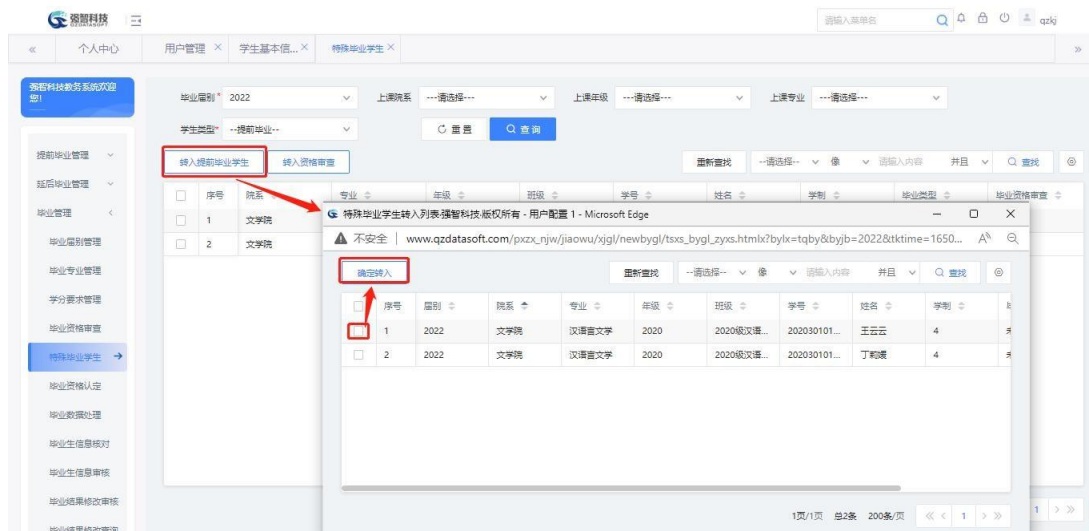 强智科技
QZDATASOFT
请输入菜单名
qzkj
个人中心
用户管理 ×
学生基本信... ×
特殊毕业学生 ×
强智科技教务系统欢迎您!
提前毕业管理
延后毕业管理
毕业管理
毕业届别管理
毕业专业管理
学分要求管理
毕业资格审查
特殊毕业学生
毕业资格认定
毕业数据处理
毕业生信息核对
毕业生信息审核
毕业结果修改审核
毕业结果修改查询
毕业届别* 2022
上课院系 ---请选择---
上课年级 ---请选择---
上课专业 ---请选择---
学生类型* --提前毕业--
重置
查询
转入提前毕业学生
转入资格审查
重新查找 --请选择-- 像 请输入内容 并且 查找
序号 院系 专业 年级 班级 学号 姓名 学制 毕业类型 毕业资格审查
1 文学院
2 文学院
特殊毕业学生转入列表-强智科技-版权所有 - 用户配置 1 - Microsoft Edge
不安全 | www.qzdatasoft.com/pxzx_njw/jiaowu/xjgl/newbygl/tsxs_bygl_zyxs.htmlx?bylx=tqby&byjb=2022&tktime=1650...
确定转入
重新查找 --请选择-- 像 请输入内容 并且 查找
序号 届别 院系 专业 年级 班级 学号 姓名 学制
1 2022 文学院 汉语言文学 2020 2020级汉语... 202030101... 王云云 4
2 2022 文学院 汉语言文学 2020 2020级汉语... 202030101... 丁莉媛 4
1页/1页 总2条 200条/页 1
1